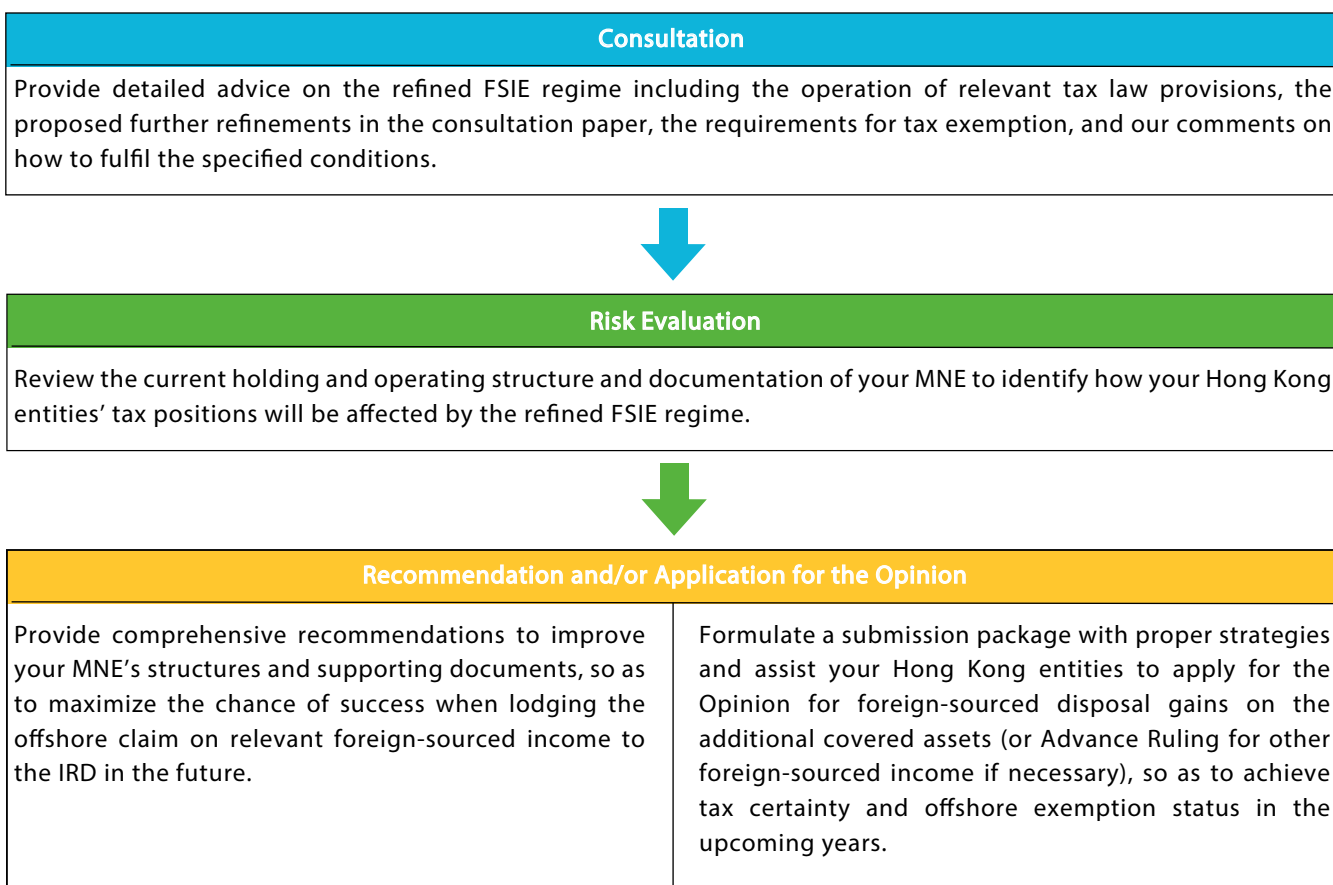 Consultation
Provide detailed advice on the refined FSIE regime including the operation of relevant tax law provisions, the
proposed further refinements in the consultation paper, the requirements for tax exemption, and our comments on
how to fulfil the specified conditions.
Risk Evaluation
Review the current holding and operating structure and documentation of your MNE to identify how your Hong Kong
entities’ tax positions will be affected by the refined FSIE regime.
Recommendation and/or Application for the Opinion
Provide comprehensive recommendations to improve
your MNE’s structures and supporting documents, so as
to maximize the chance of success when lodging the
offshore claim on relevant foreign-sourced income to
the IRD in the future.
Formulate a submission package with proper strategies
and assist your Hong Kong entities to apply for the
Opinion for foreign-sourced disposal gains on the
additional covered assets (or Advance Ruling for other
foreign-sourced income if necessary), so as to achieve
tax certainty and offshore exemption status in the
upcoming years.